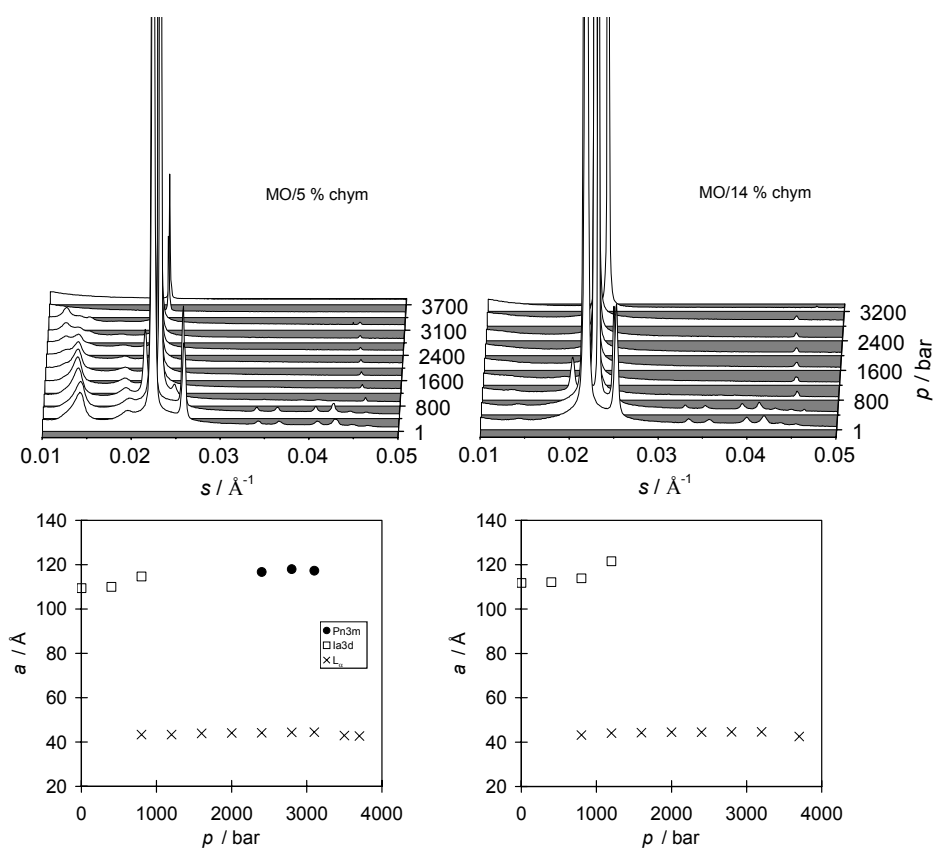 MO/5 % chym
3700
3100
2400
1600
800
1
0.01 0.02 0.03 0.04 0.05
s / Å-1
MO/14 % chym
3200
2400
1600
800
1
p / bar
0.01 0.02 0.03 0.04 0.05
s / Å-1
140
120
100
80
60
40
20
a / Å
Pn3m
Ia3d
Lα
0 1000 2000 3000 4000
p / bar
140
120
100
80
60
40
20
a / Å
0 1000 2000 3000 4000
p / bar